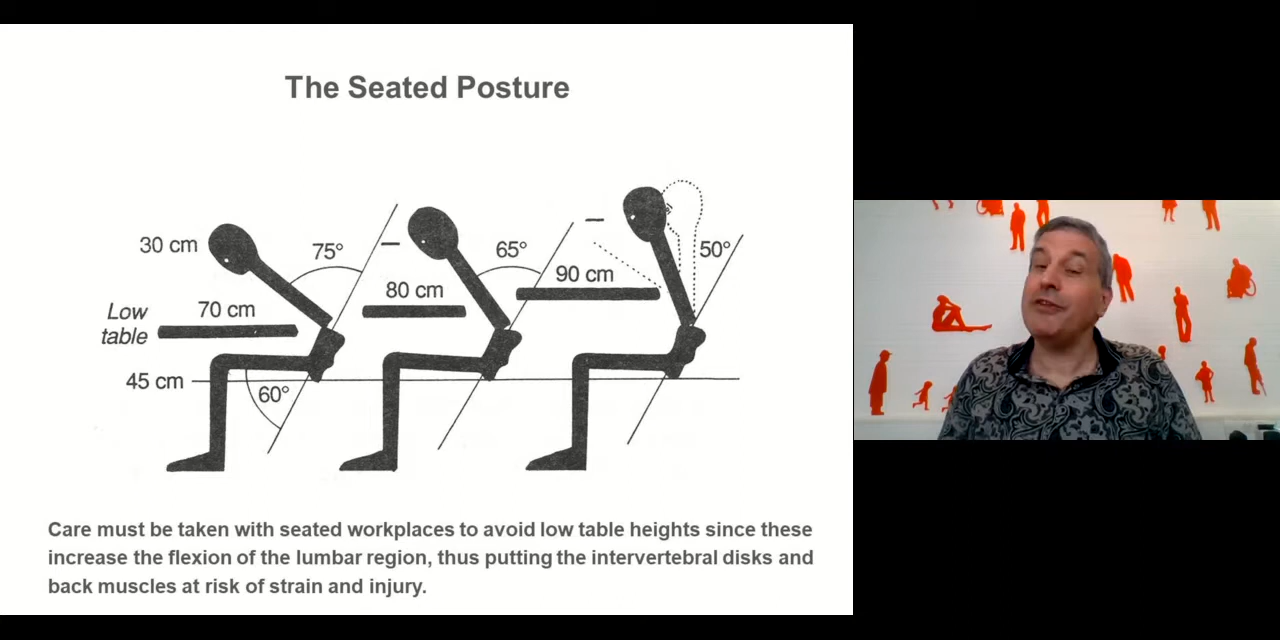 The Seated Posture
30 cm
75°
65°
50°
Low
table
70 cm
80 cm
90 cm
45 cm
60°
Care must be taken with seated workplaces to avoid low table heights since these
increase the flexion of the lumbar region, thus putting the intervertebral disks and
back muscles at risk of strain and injury.